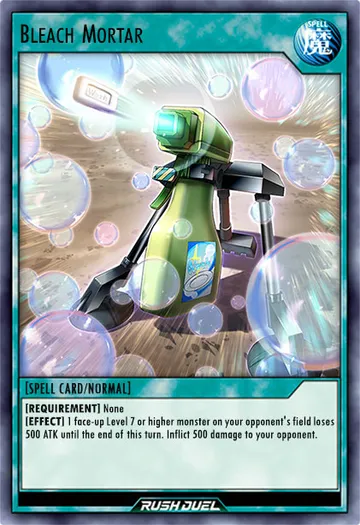 BLEACH MORTAR
SPELL
魔
[SPELL CARD/NORMAL]
[REQUIREMENT] None
[EFFECT] 1 face-up Level 7 or higher monster on your opponent's field loses
500 ATK until the end of this turn. Inflict 500 damage to your opponent.
RUSH DUEL